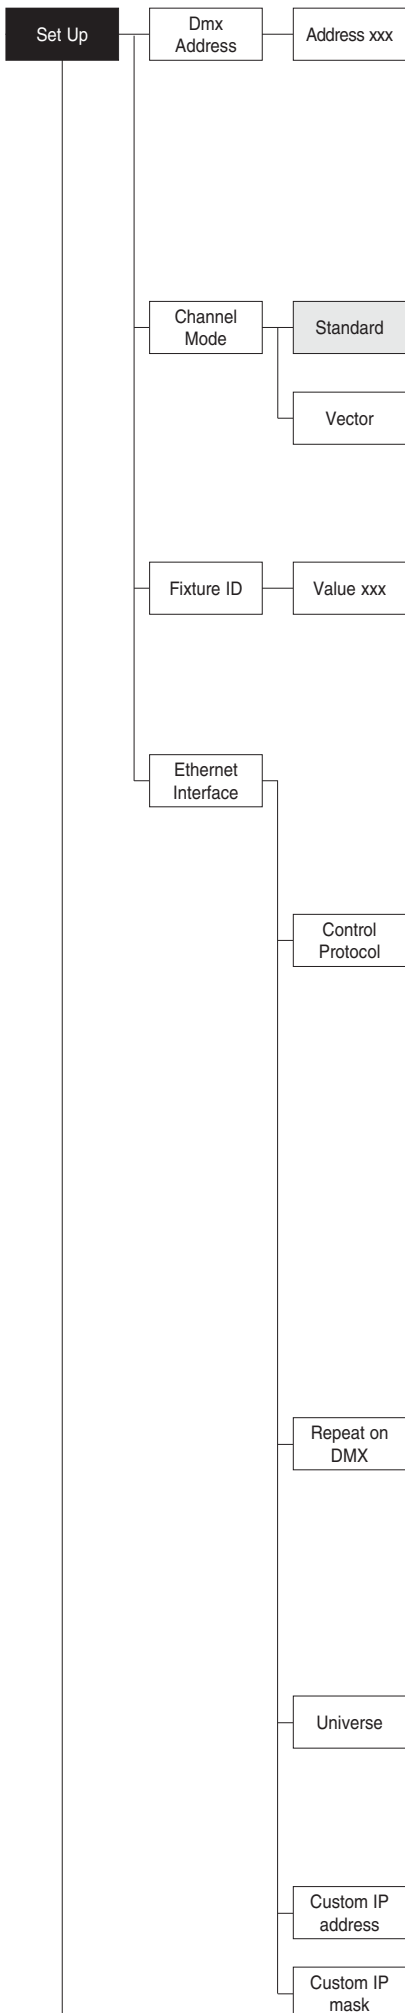 Set Up
Dmx
Address
Address xxx
Channel
Mode
Standard
Vector
Fixture ID
Value xxx
Ethernet
Interface
Control
Protocol
Repeat on
DMX
Universe
Custom IP
address
Custom IP
mask